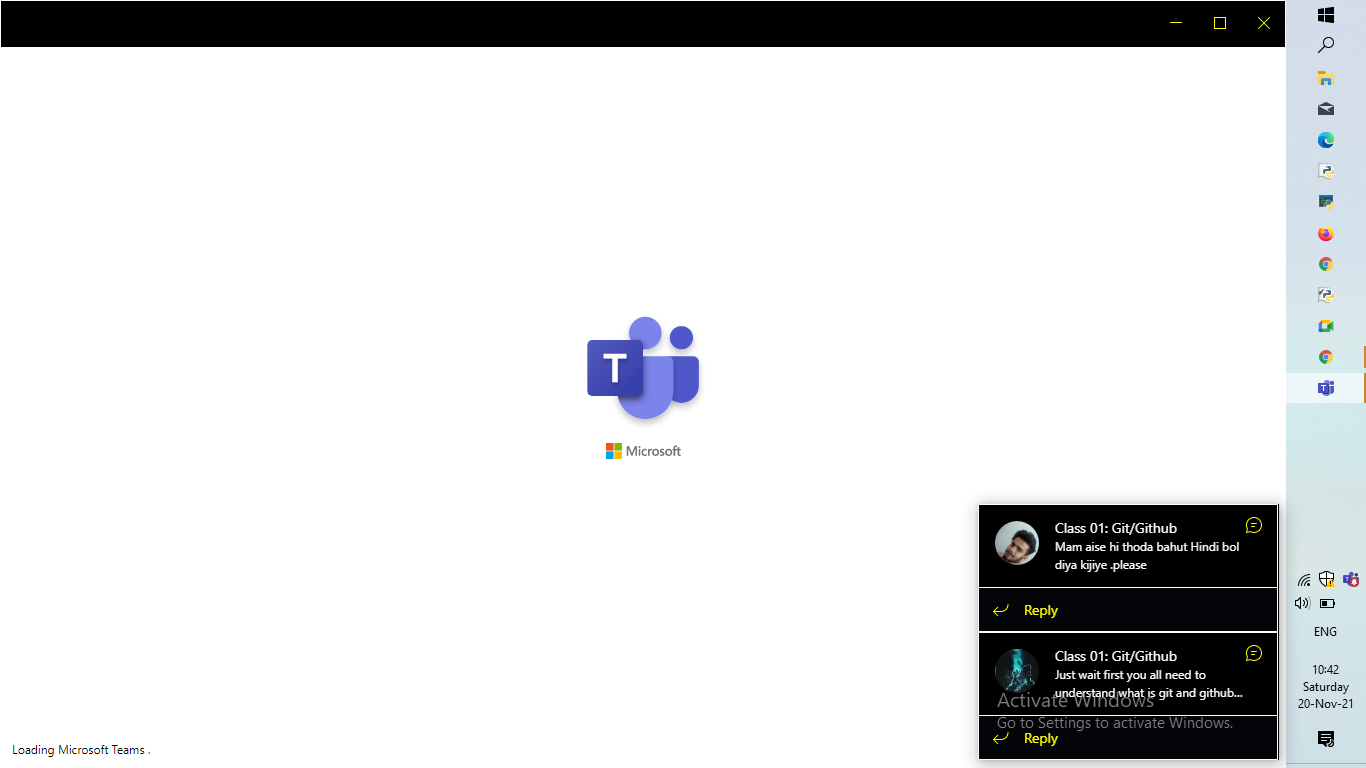 T
Microsoft
Class 01: Git/Github
Mam aise hi thoda bahut Hindi bol
diya kijiye .please
Reply
Class 01: Git/Github
Just wait first you all need to
understand what is git and github...
Activate Windows
Go to Settings to activate Windows.
Reply
Loading Microsoft Teams .
ENG
10:42
Saturday
20-Nov-21